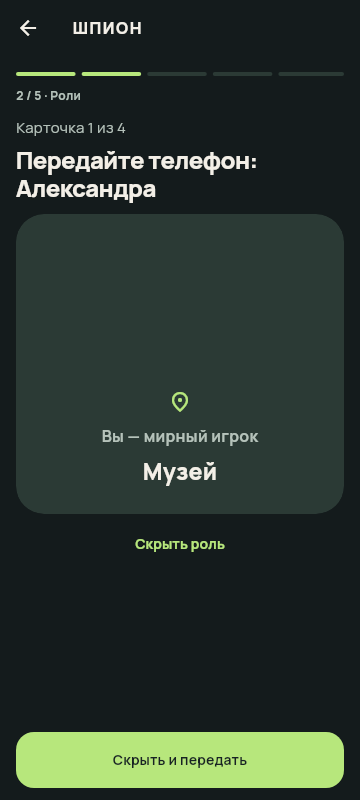 ШПИОН
2 / 5 · Роли
Карточка 1 из 4
Передайте телефон:
Александра
Вы — мирный игрок
Музей
Скрыть роль
Скрыть и передать